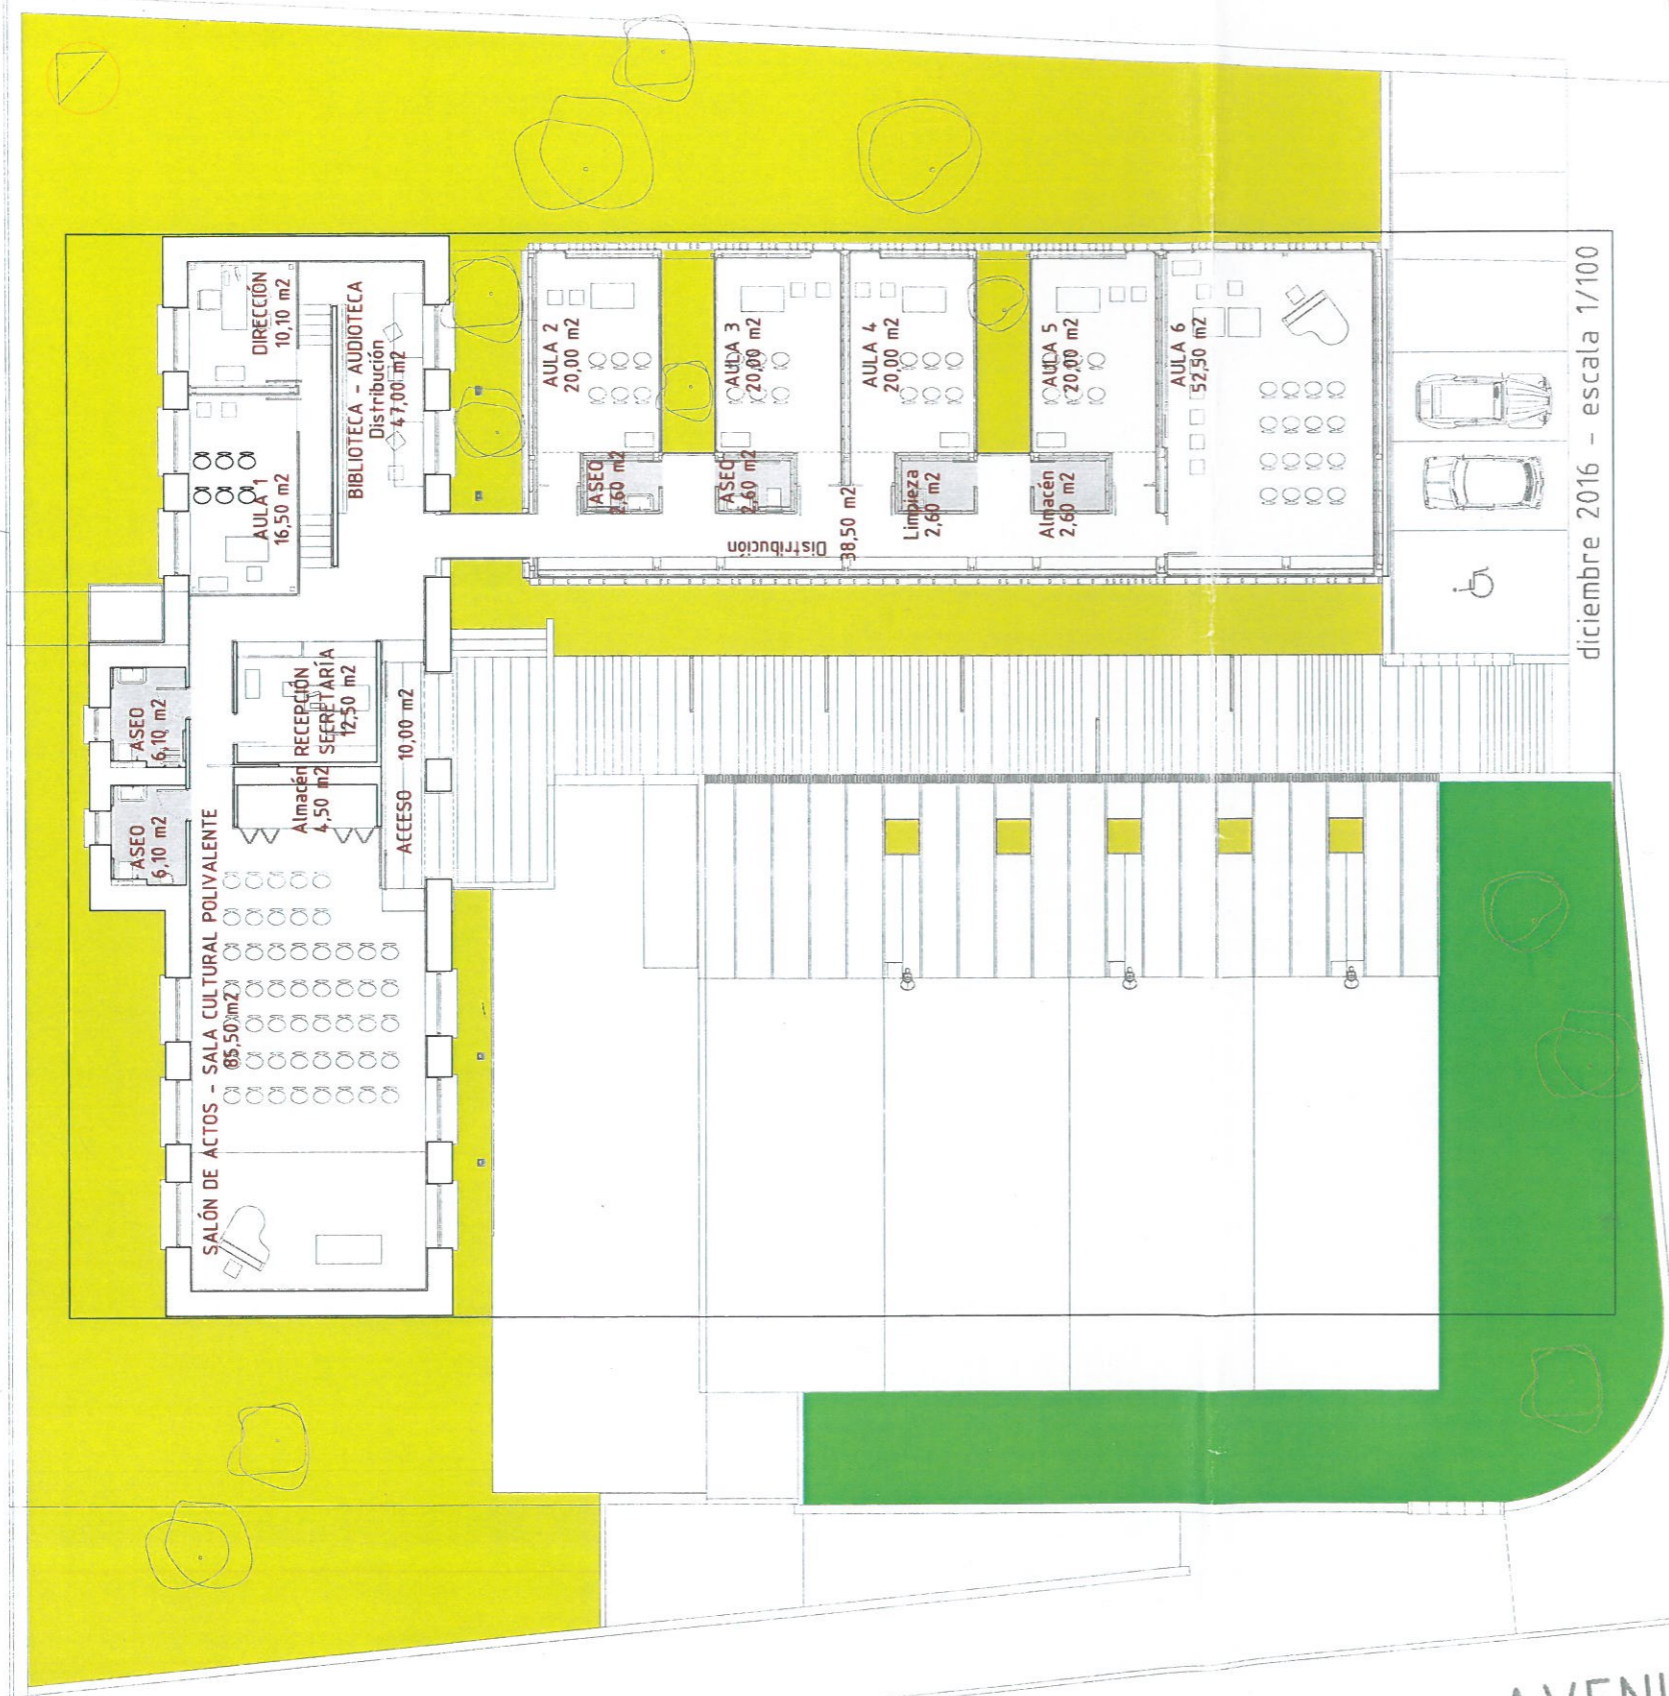 DIRECCIÓN
10,10 m2
AULA 1
16,50 m2
BIBLIOTECA - AUDIOTECA
Distribución
47,00 m2
AULA 2
20,00 m2
AULA 3
20,00 m2
AULA 4
20,00 m2
AULA 5
20,00 m2
AULA 6
52,50 m2
ASEO
2,60 m2
ASEO
2,60 m2
Limpieza
2,60 m2
Almacén
2,60 m2
Distribución
38,50 m2
ASEO
6,10 m2
ASEO
6,10 m2
RECEPCIÓN
SECRETARÍA
12,50 m2
Almacén
4,50 m2
ACCESO 10,00 m2
SALÓN DE ACTOS - SALA CULTURAL POLIVALENTE
85,50 m2
diciembre 2016 - escala 1/100